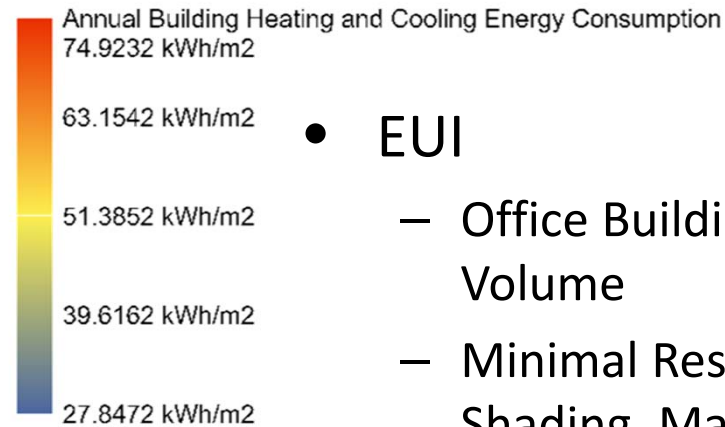 Annual Building Heating and Cooling Energy Consumption
74.9232 kWh/m2
63.1542 kWh/m2
51.3852 kWh/m2
39.6162 kWh/m2
27.8472 kWh/m2
• EUI
– Office Buildi
Volume
– Minimal Res
Shading, Ma